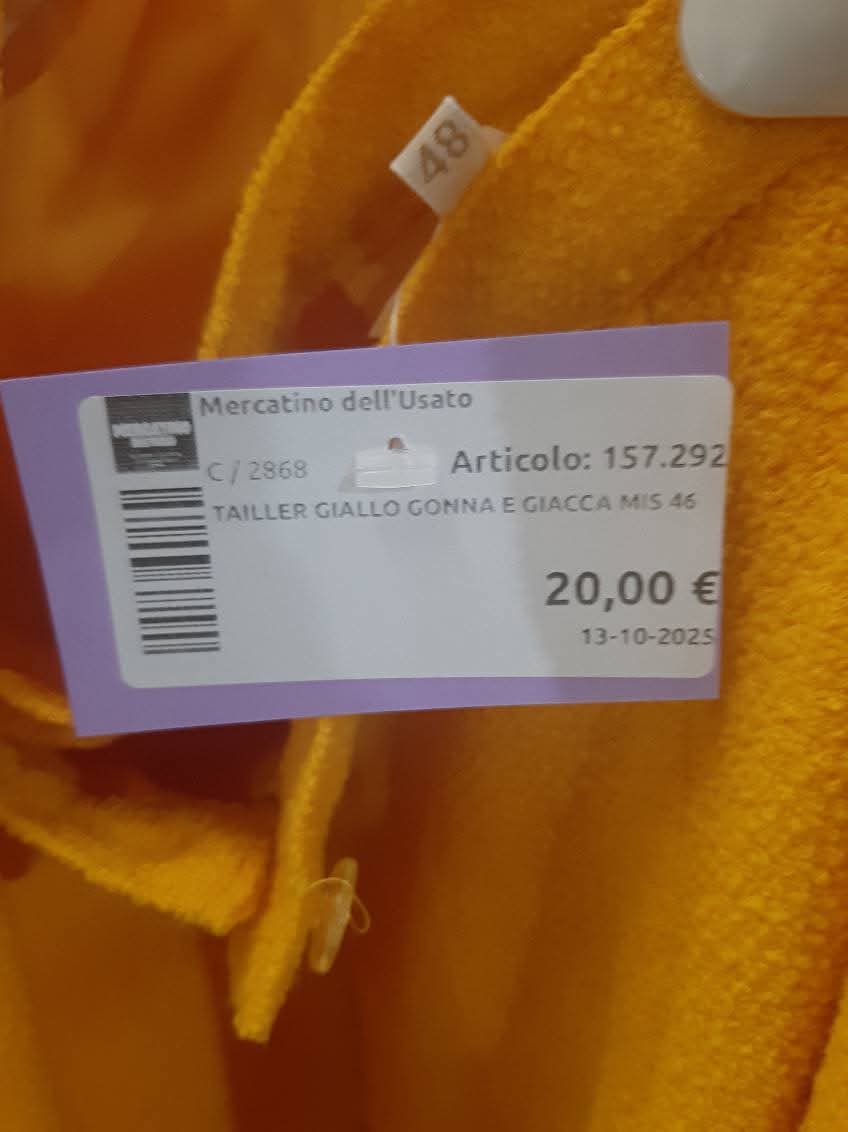 48
Mercatino dell'Usato
C / 2868
Articolo: 157.292
TAILLER GIALLO GONNA E GIACCA MIS 46
20,00 €
13-10-2025